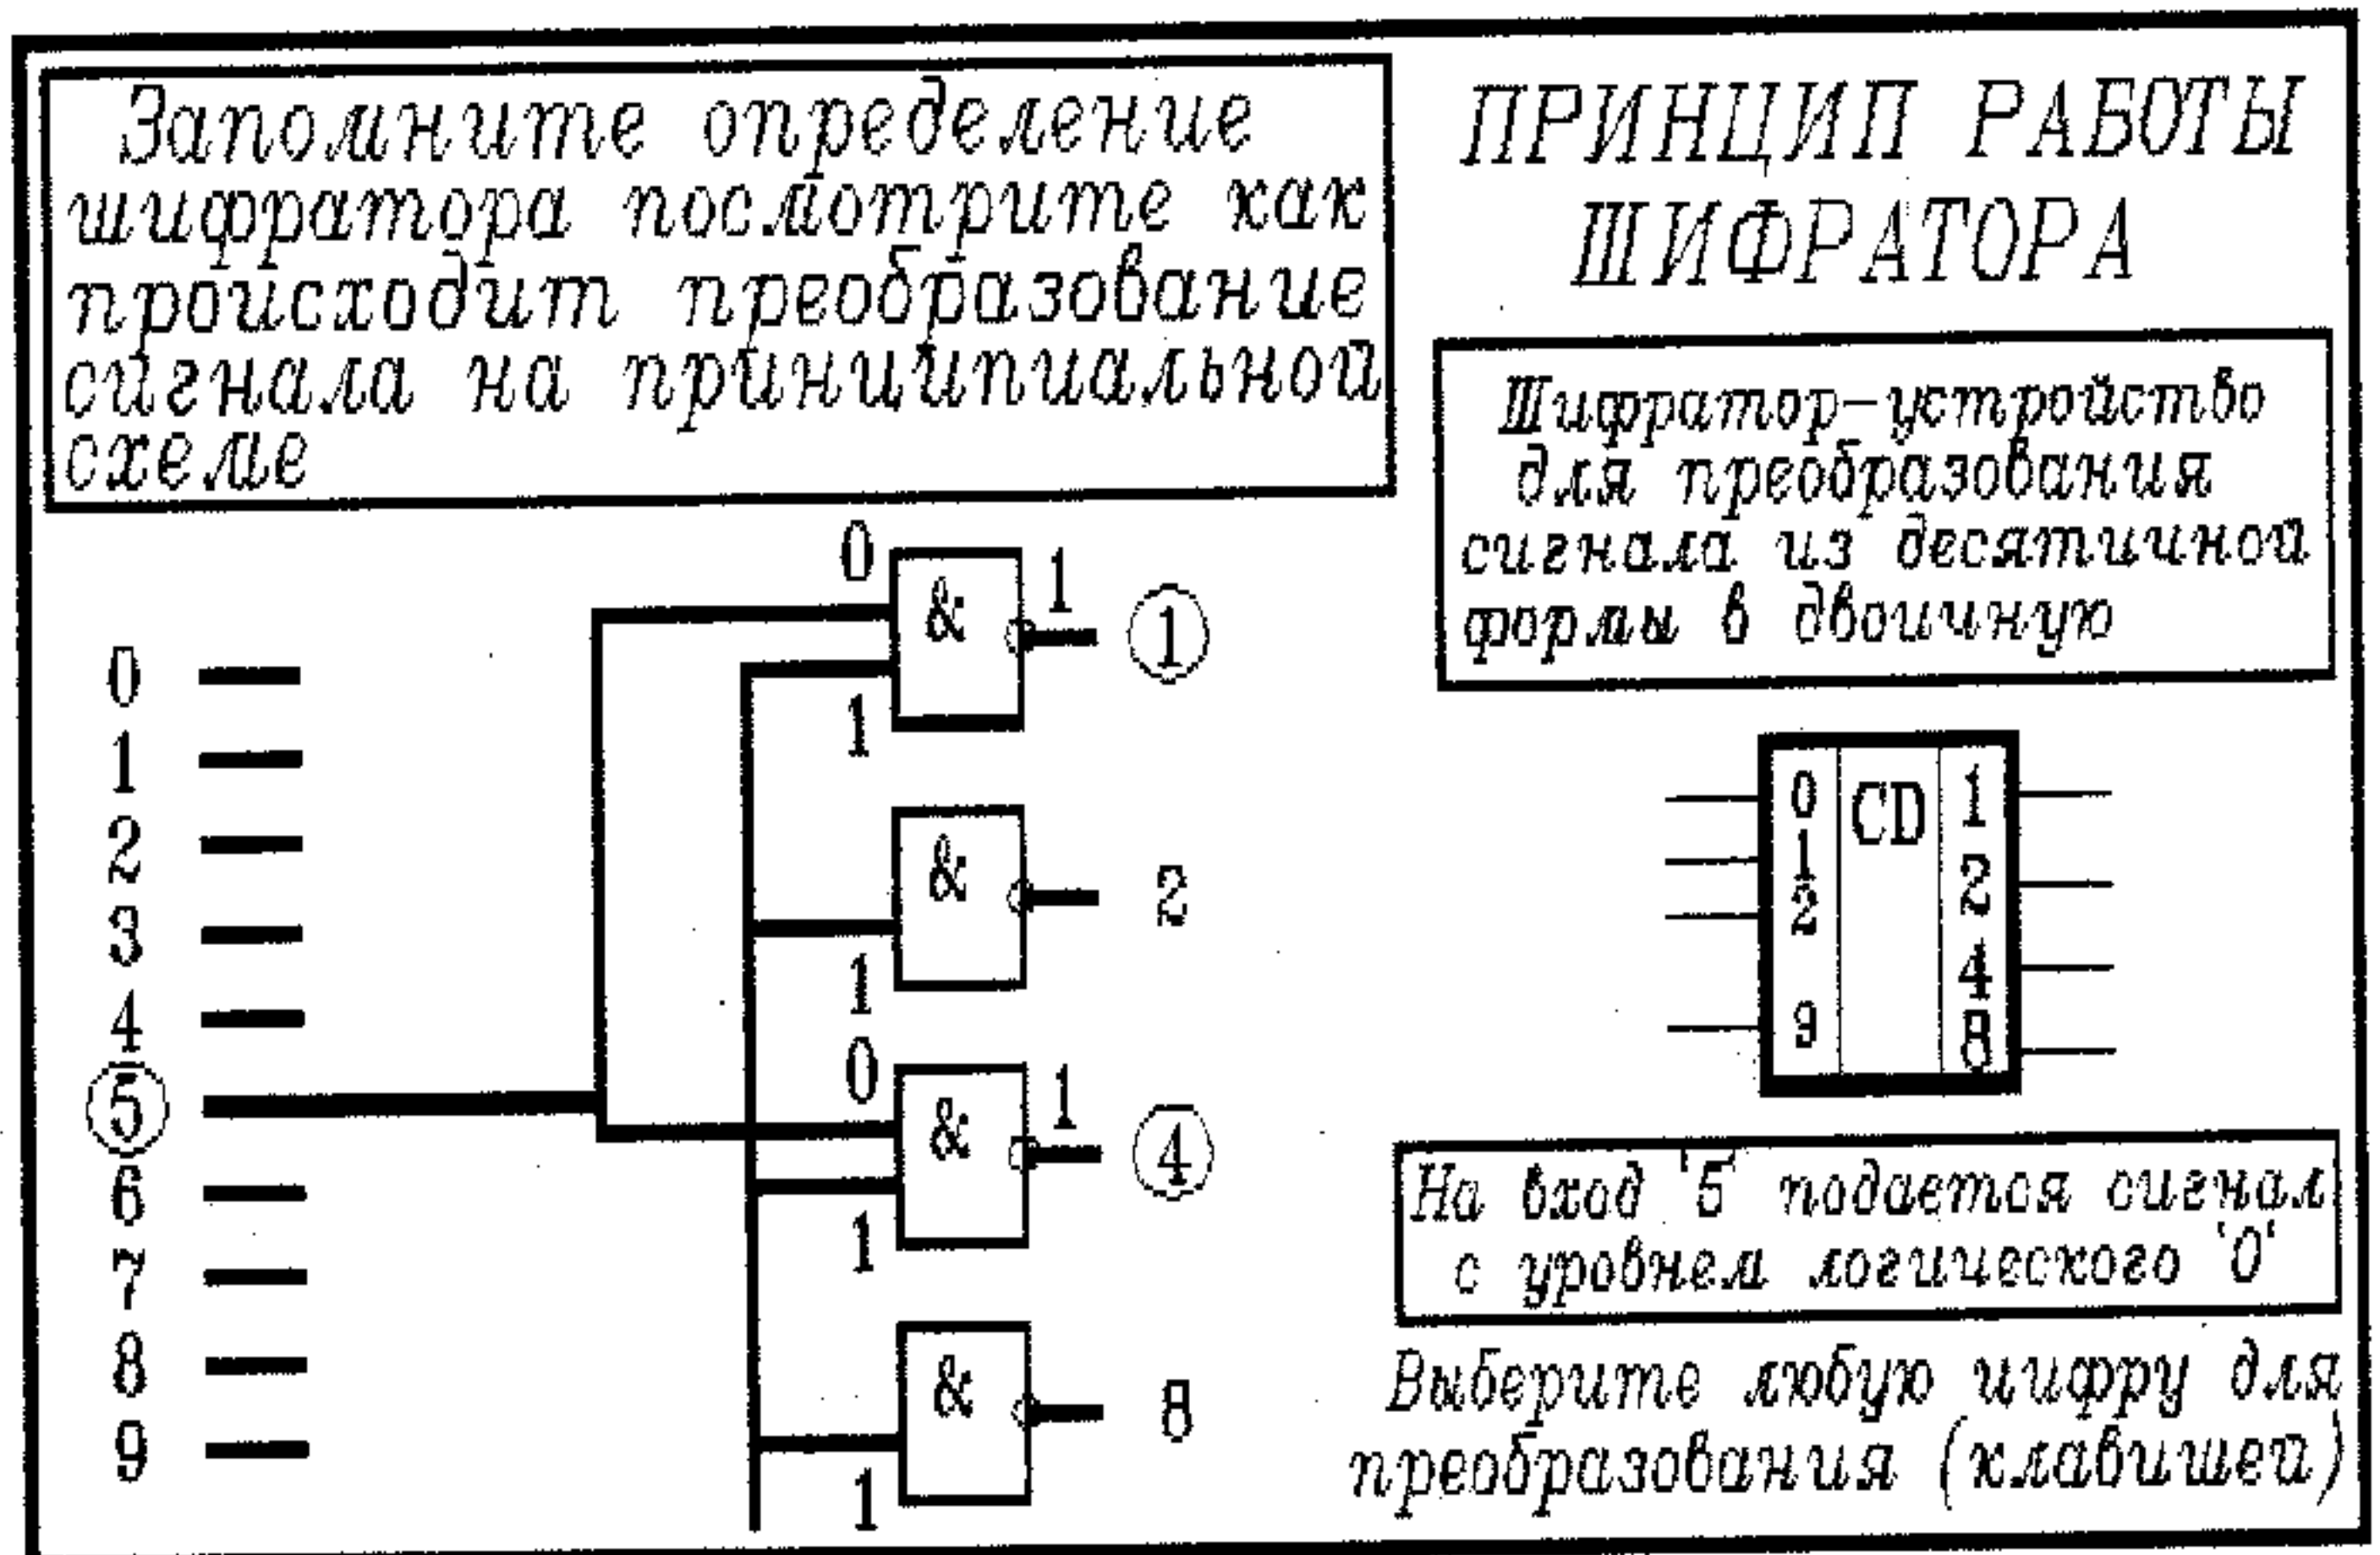 Запомните определение
шифратора посмотрите как
происходит преобразование
сигнала на принципиальной
схеме
ПРИНЦИП РАБОТЫ
ШИФРАТОРА
Шифратор-устройство
для преобразования
сигнала из десятичной
формы в двоичную
0
1
2
3
4
5
6
7
8
9
0
&
1
1
1
&
2
1
0
&
1
4
1
&
8
1
0 CD 1
1
2 2
4
9 8
На вход '5' подается сигнал
с уровнем логического '0'
Выберите любую цифру для
преобразования (клавишей)